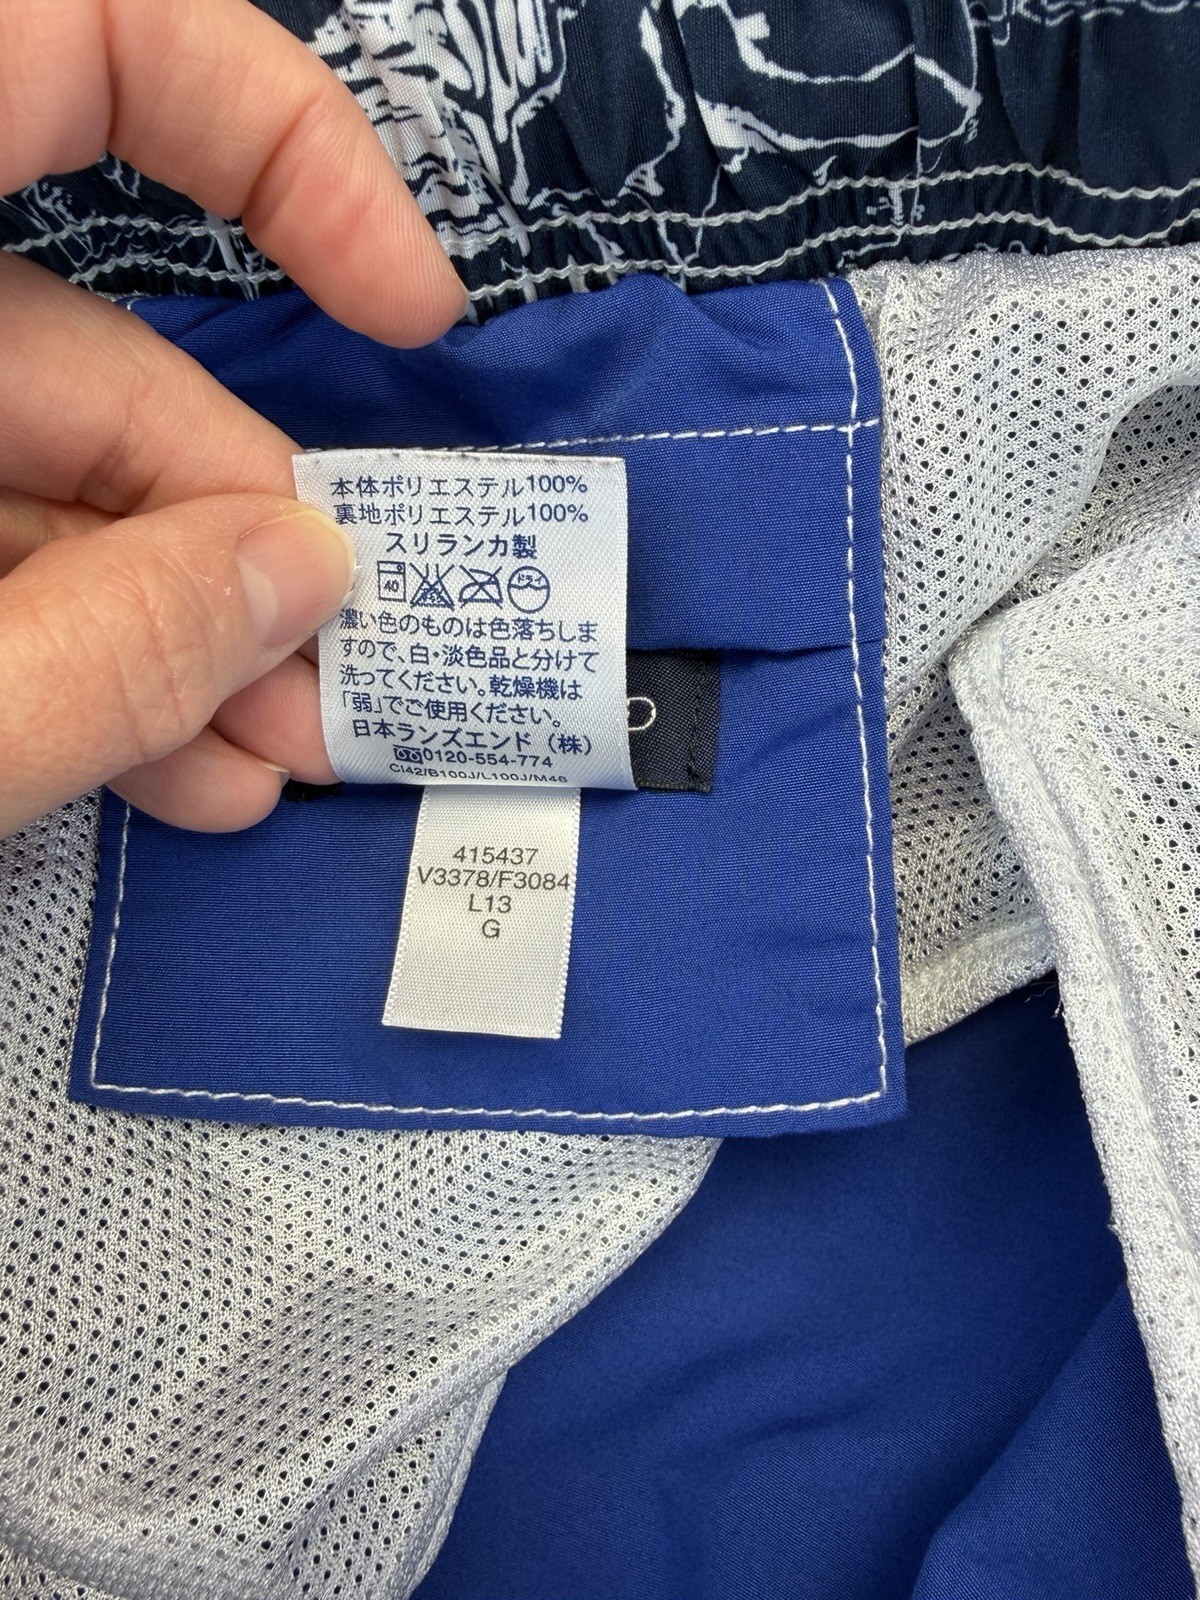 本体ポリエステル100%
裏地ポリエステル100%
スリランカ製
40 ドライ
濃い色のものは色落ちしま
すので、白・淡色品と分けて
洗ってください。乾燥機は
「弱」でご使用ください。
日本ランズエンド（株）
0120-554-774
CI42/B100J/L100J/M46
415437
V3378/F3084
L13
G